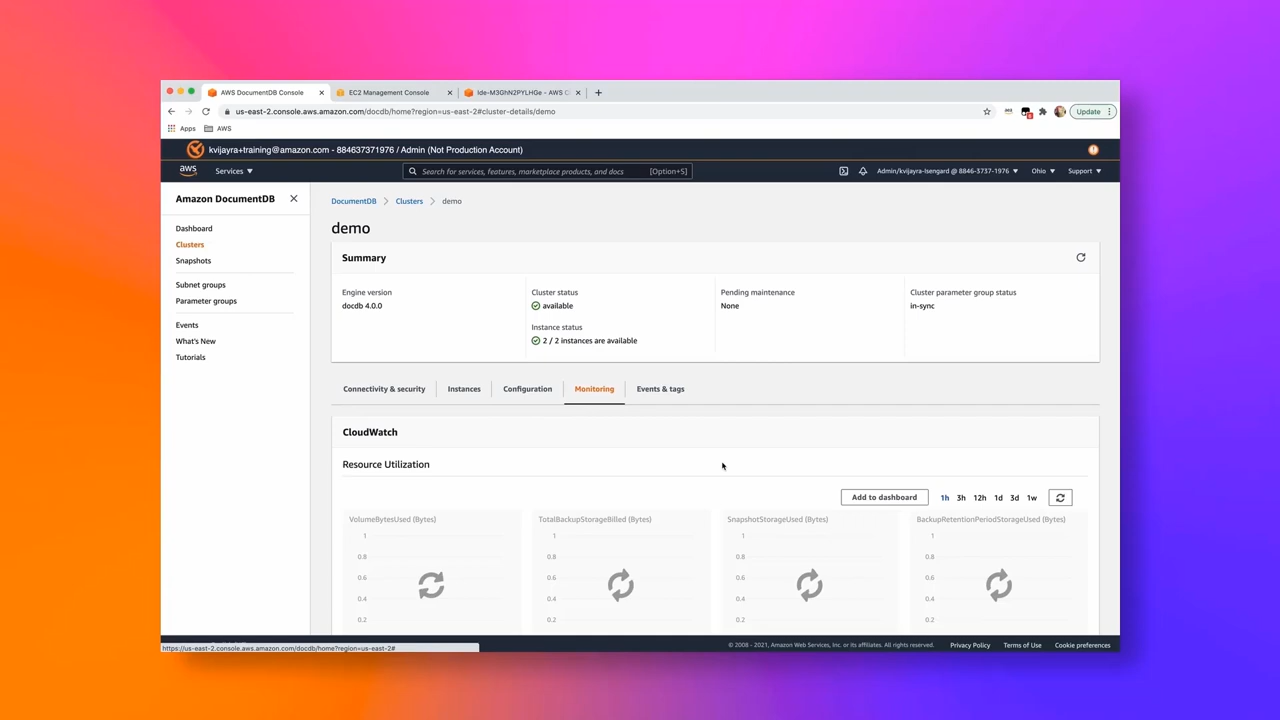 AWS DocumentDB Console
EC2 Management Console
Ide-M3GhN2PYLHGe - AWS C
us-east-2.console.aws.amazon.com/docdb/home?region=us-east-2#cluster-details/demo
Update
Apps
AWS
kvijayra+training@amazon.com - 884637371976 / Admin (Not Production Account)
aws
Services
Search for services, features, marketplace products, and docs
[Option+S]
Admin/kvijayra-Isengard @ 8846-3737-1976
Ohio
Support
Amazon DocumentDB
Dashboard
Clusters
Snapshots
Subnet groups
Parameter groups
Events
What's New
Tutorials
DocumentDB
Clusters
demo
demo
Summary
Engine version
docdb 4.0.0
Cluster status
available
Instance status
2 / 2 instances are available
Pending maintenance
None
Cluster parameter group status
in-sync
Connectivity & security
Instances
Configuration
Monitoring
Events & tags
CloudWatch
Resource Utilization
Add to dashboard
1h 3h 12h 1d 3d 1w
VolumeBytesUsed (Bytes)
1
0.8
0.6
0.4
0.2
TotalBackupStorageBilled (Bytes)
1
0.8
0.6
0.4
0.2
SnapshotStorageUsed (Bytes)
1
0.8
0.6
0.4
0.2
BackupRetentionPeriodStorageUsed (Bytes)
1
0.8
0.6
0.4
0.2
https://us-east-2.console.aws.amazon.com/docdb/home?region=us-east-2#
© 2008 - 2021, Amazon Web Services, Inc. or its affiliates. All rights reserved.
Privacy Policy
Terms of Use
Cookie preferences